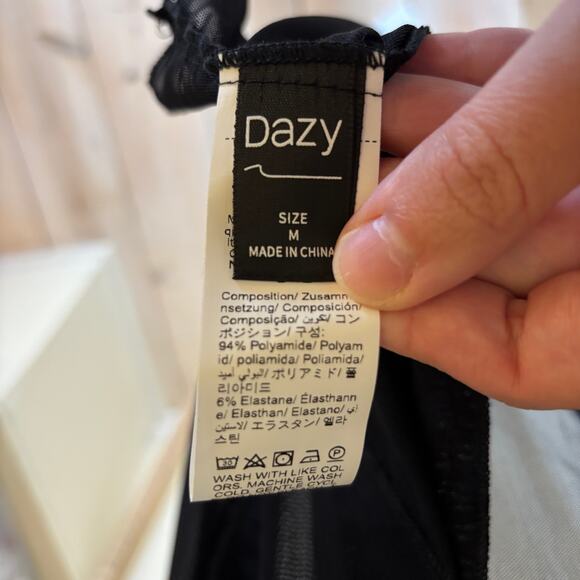 Dazy
SIZE
M
MADE IN CHINA
Composition/ Zusamm
nsetzung/ Composición/
Composição/ تكوين/ コン
ポジション/ 구성:
94% Polyamide/ Polyam
id/ poliamida/ Poliamida/
البولي أميد/ ポリアミド/ 폴
리아미드
6% Elastane/ Élasthann
e/ Elasthan/ Elastano/ إي
لاستين/ エラスタン/ 엘라
스틴
30
P
WASH WITH LIKE COL
ORS. MACHINE WASH
COLD. GENTLE CYCL